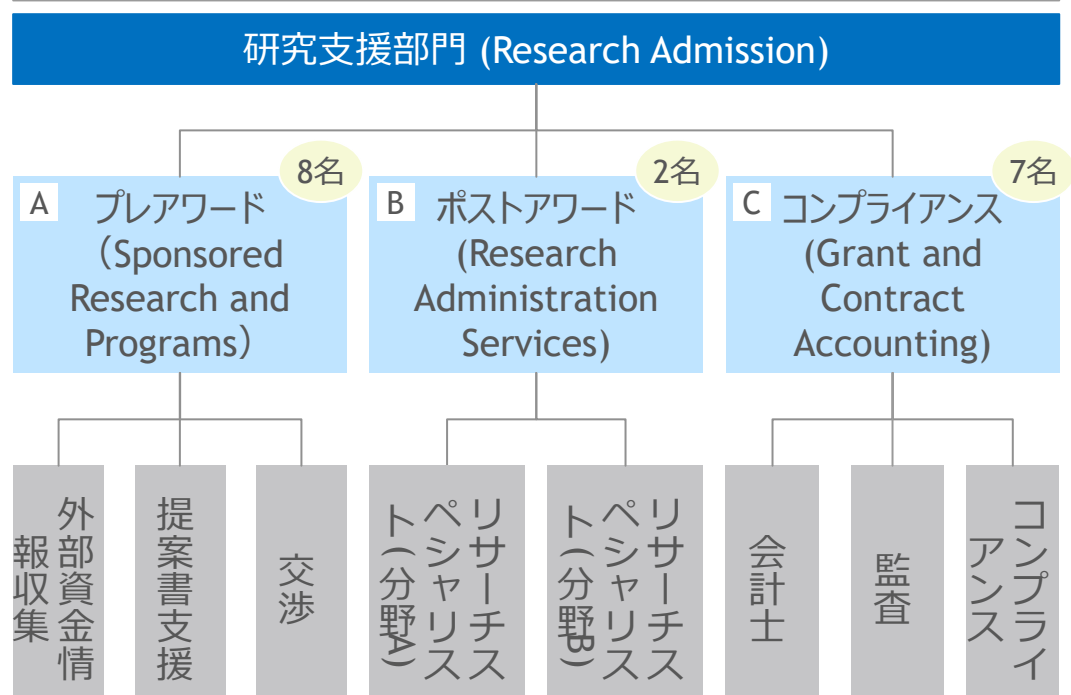 研究支援部門 (Research Admission)
8名
A プレアワード
（Sponsored
Research and
Programs）
2名
B ポストアワード
(Research
Administration
Services)
7名
C コンプライアンス
(Grant and
Contract
Accounting)
外部資金情
報収集
提案書支援
交渉
リサーチス
ペシャリス
ト(分野A)
リサーチス
ペシャリス
ト(分野B)
会計士
監査
コンプライ
アンス